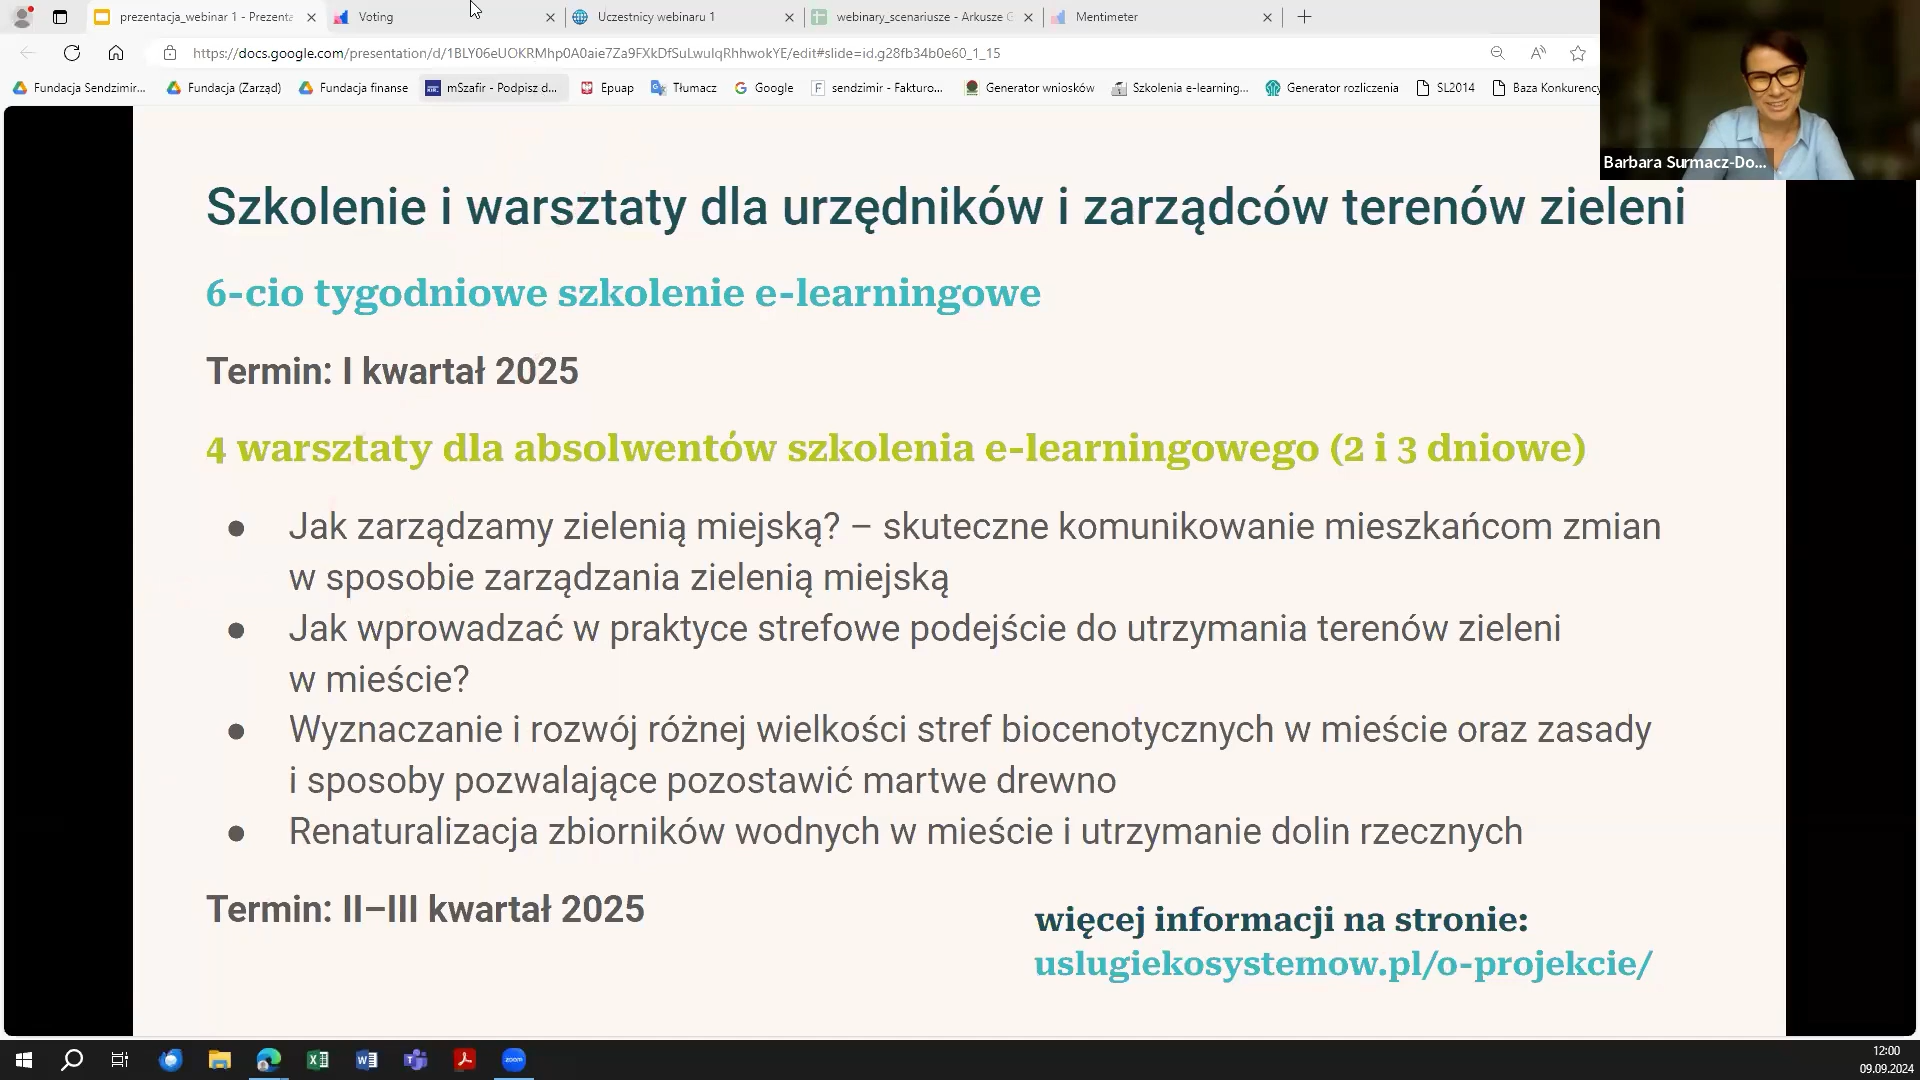 prezentacja_webinar 1 - Prezenta
Voting
Uczestnicy webinaru 1
webinary_scenariusze - Arkusze G
Mentimeter
https://docs.google.com/presentation/d/1BLY06eUOKRMhp0A0aie7Za9FXkDfSuLwulqRhhwokYE/edit#slide=id.g28fb34b0e60_1_15
Fundacja Sendzimir...
Fundacja (Zarząd)
Fundacja finanse
mSzafir - Podpisz d...
Epuap
Tłumacz
Google
sendzimir - Fakturo...
Generator wniosków
Szkolenia e-learning...
Generator rozliczenia
SL2014
Baza Konkurency
Barbara Surmacz-Do...
Szkolenie i warsztaty dla urzędników i zarządców terenów zieleni
6-cio tygodniowe szkolenie e-learningowe
Termin: I kwartał 2025
4 warsztaty dla absolwentów szkolenia e-learningowego (2 i 3 dniowe)
● Jak zarządzamy zielenią miejską? – skuteczne komunikowanie mieszkańcom zmian
w sposobie zarządzania zielenią miejską
● Jak wprowadzać w praktyce strefowe podejście do utrzymania terenów zieleni
w mieście?
● Wyznaczanie i rozwój różnej wielkości stref biocenotycznych w mieście oraz zasady
i sposoby pozwalające pozostawić martwe drewno
● Renaturalizacja zbiorników wodnych w mieście i utrzymanie dolin rzecznych
Termin: II–III kwartał 2025
więcej informacji na stronie:
uslugiekosystemow.pl/o-projekcie/
zoom
12:00
09.09.2024